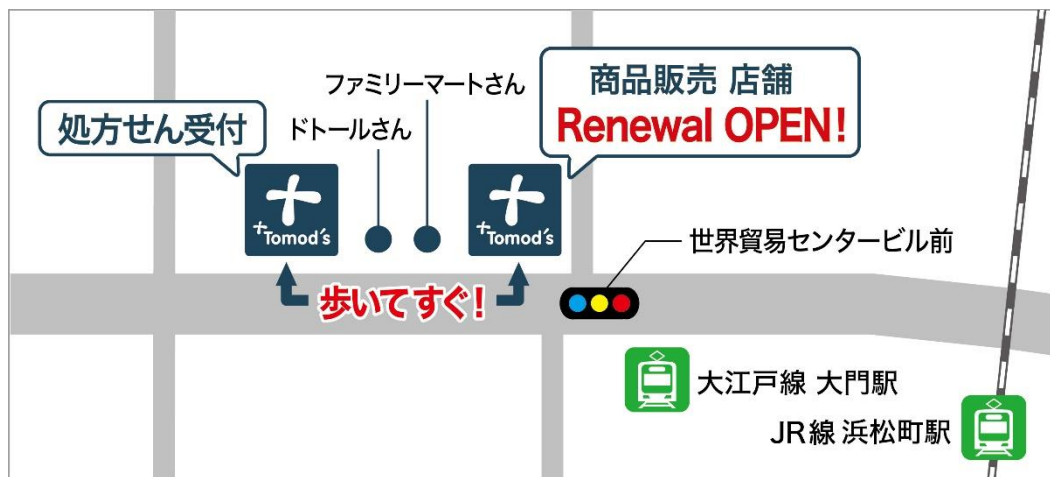 ファミリーマートさん
ドトールさん
処方せん受付
商品販売 店舗
Renewal OPEN!
+Tomod's
+Tomod's
歩いてすぐ!
世界貿易センタービル前
大江戸線 大門駅
JR線 浜松町駅